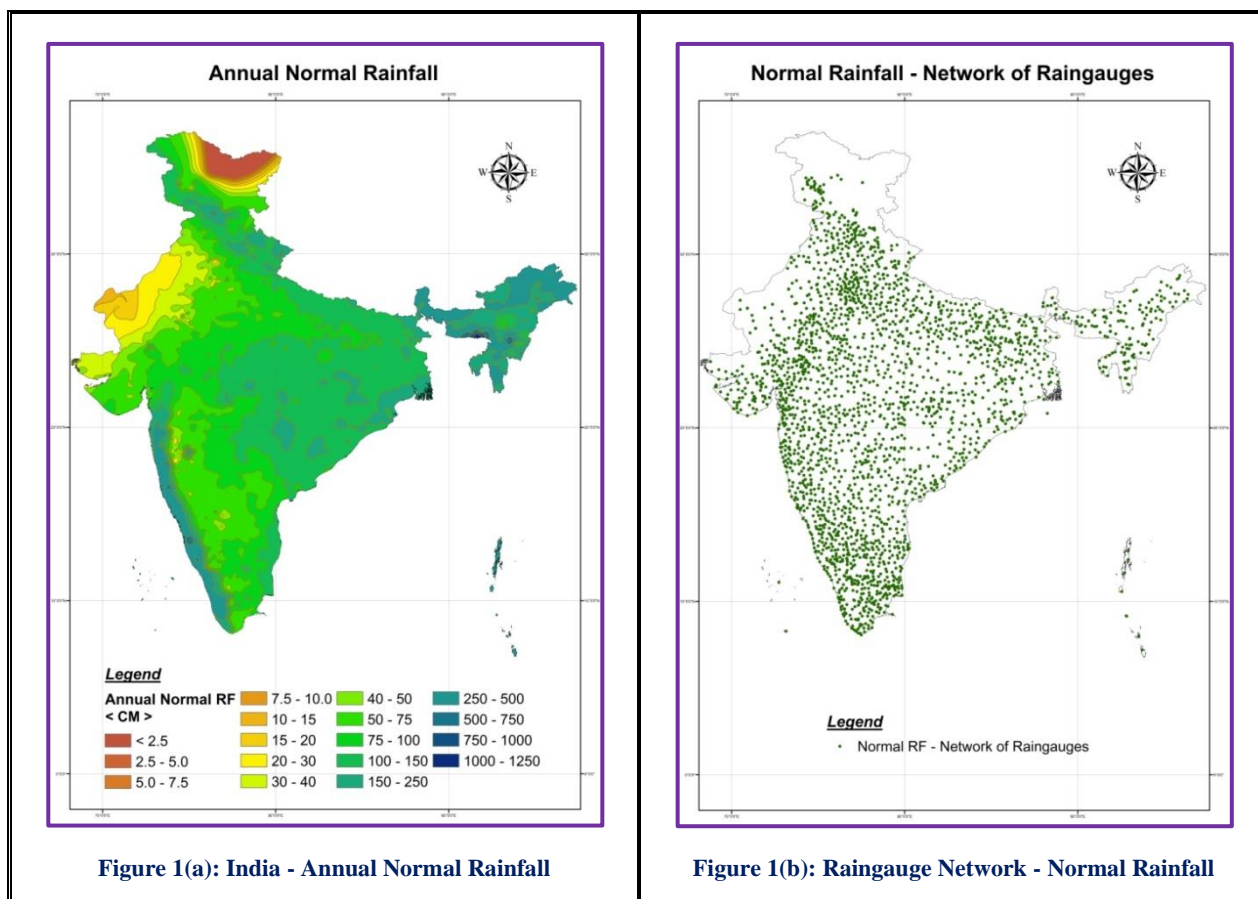 Annual Normal Rainfall
N
W
E
S
Legend
Annual Normal RF
< CM >
< 2.5
2.5 - 5.0
5.0 - 7.5
7.5 - 10.0
10 - 15
15 - 20
20 - 30
30 - 40
40 - 50
50 - 75
75 - 100
100 - 150
150 - 250
250 - 500
500 - 750
750 - 1000
1000 - 1250
Figure 1(a): India - Annual Normal Rainfall
Normal Rainfall - Network of Raingauges
N
W
E
S
Legend
Normal RF - Network of Raingauges
Figure 1(b): Raingauge Network - Normal Rainfall